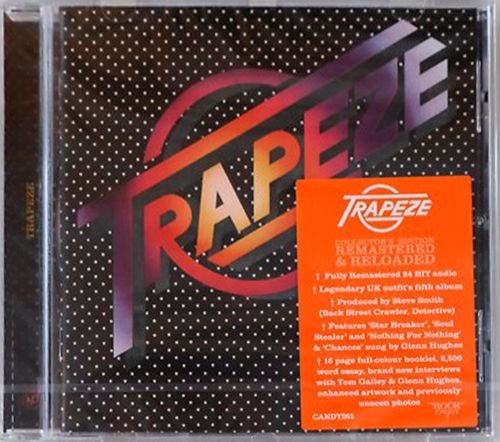 TRAPEZE
TRAPEZE
TRAPEZE
COLLECTOR'S EDITION
REMASTERED
& RELOADED
† Fully Remastered 24 BIT audio
† Legendary UK outfit's fifth album
† Produced by Steve Smith
(Back Street Crawler, Detective)
† Features 'Star Breaker', 'Soul
Stealer' and 'Nothing For Nothing'
& 'Chances' sung by Glenn Hughes
† 16 page full-colour booklet, 2,500
word essay, brand new interviews
with Tom Galley & Glenn Hughes,
enhanced artwork and previously
unseen photos
CANDY265
ROCK
CANDY